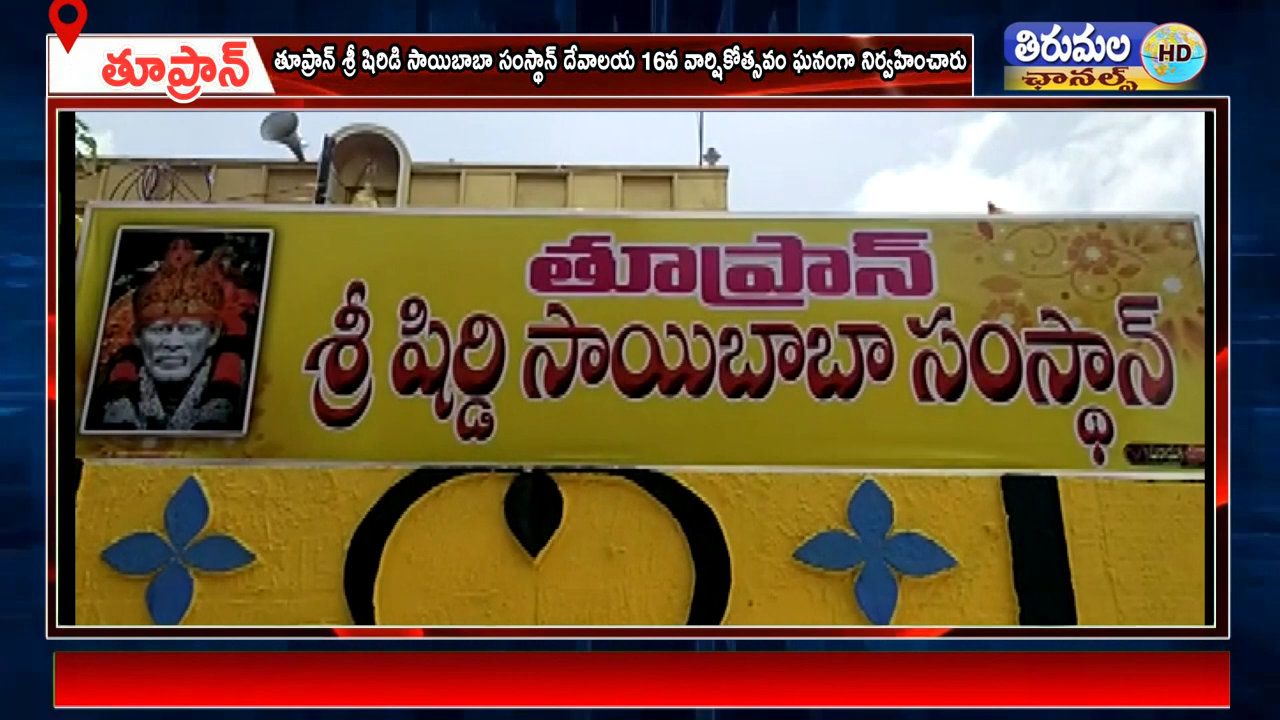 తూప్రాన్
తూప్రాన్ శ్రీ షిరిడి సాయిబాబా సంస్థాన్ దేవాలయ 16వ వార్షికోత్సవం ఘనంగా నిర్వహించారు
తిరుమల
ఛానల్స్
HD
తూప్రాన్
శ్రీ షిర్డి సాయిబాబా సంస్థాన్